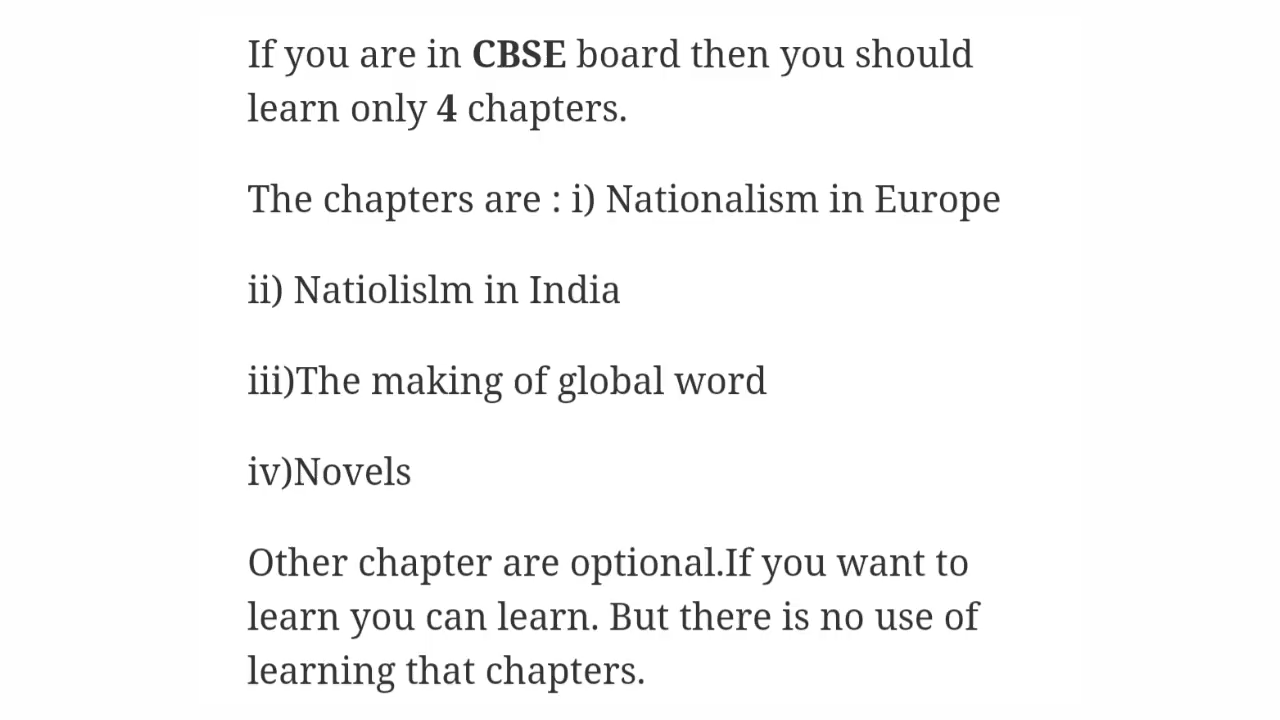 If you are in CBSE board then you should
learn only 4 chapters.
The chapters are : i) Nationalism in Europe
ii) Natiolislm in India
iii)The making of global word
iv)Novels
Other chapter are optional.If you want to
learn you can learn. But there is no use of
learning that chapters.